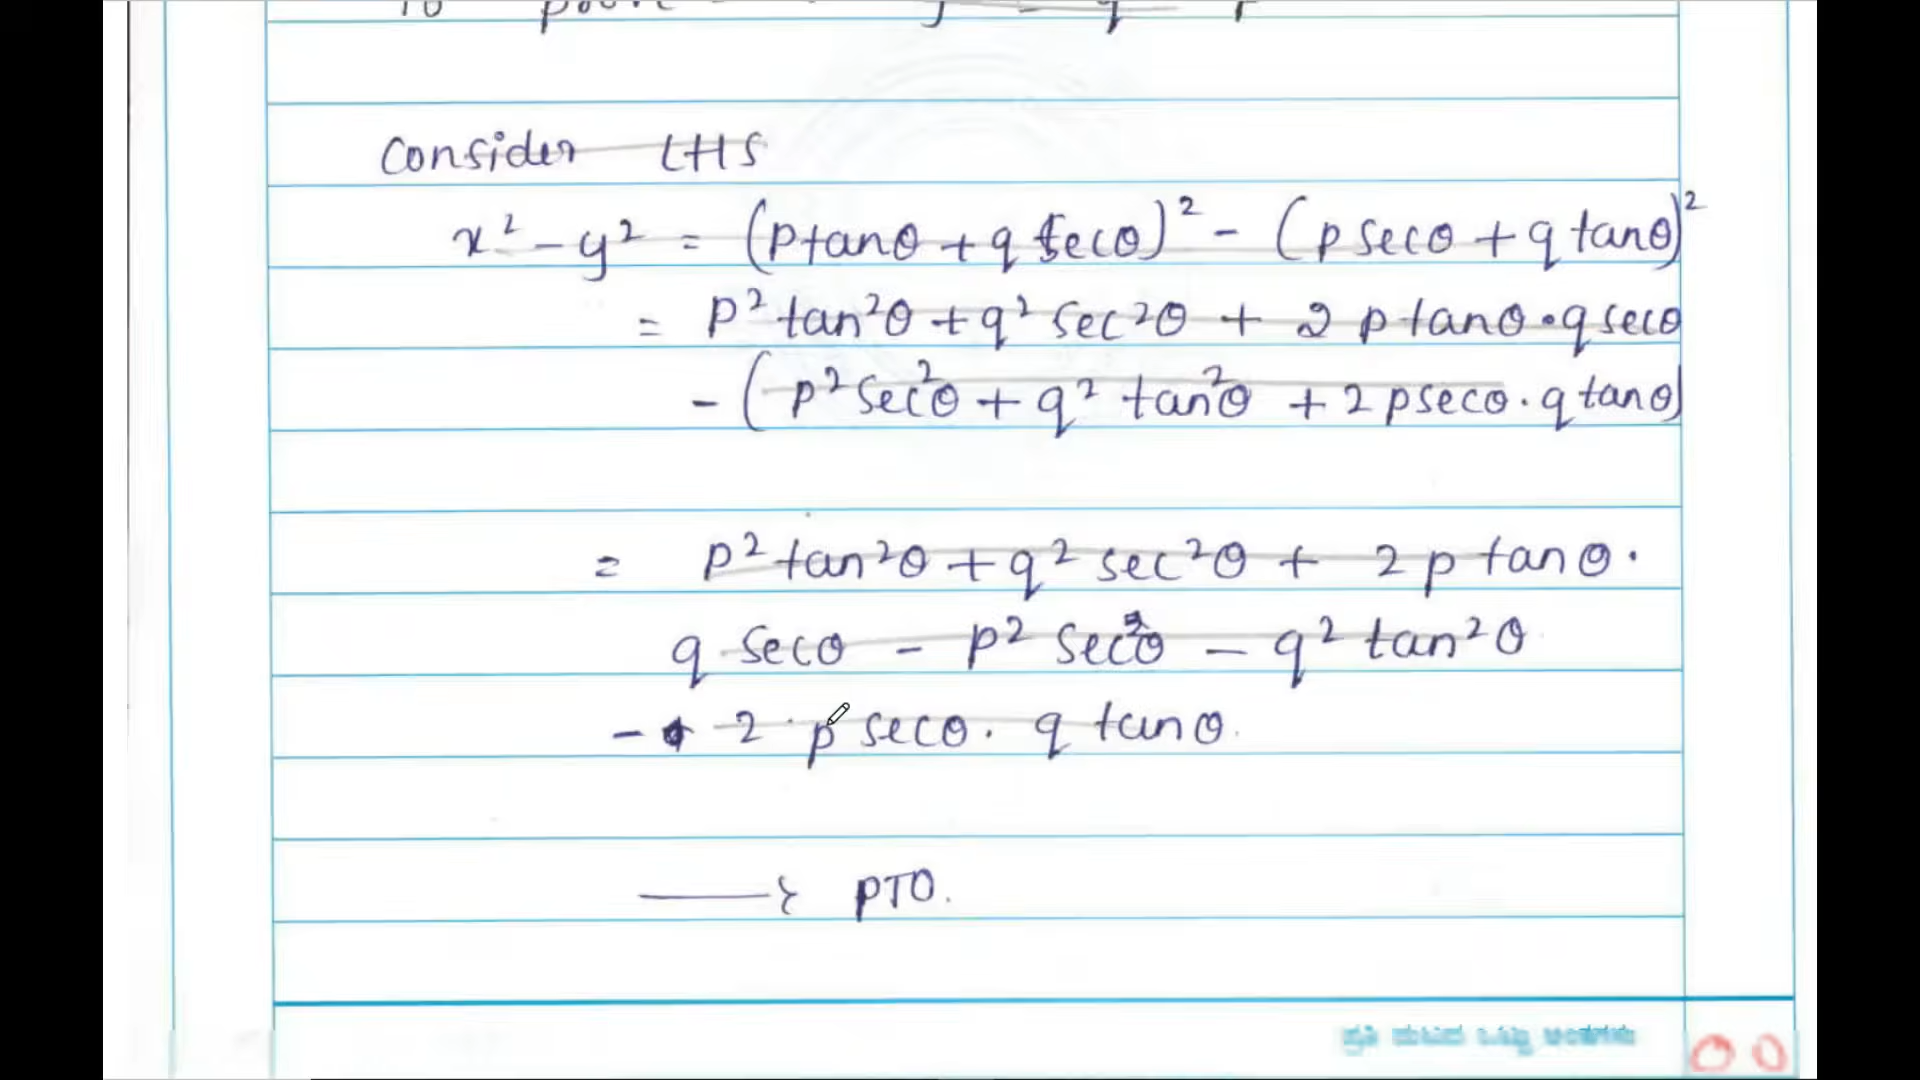 Consider LHS
x² - y² = (p tanθ + q secθ)² - (p secθ + q tanθ)²
= p² tan²θ + q² sec²θ + 2 p tanθ · q secθ
- (p² sec²θ + q² tan²θ + 2 p secθ · q tanθ)
= p² tan²θ + q² sec²θ + 2 p tanθ ·
q secθ - p² sec²θ - q² tan²θ
- 2 · p secθ · q tanθ.
PTO.